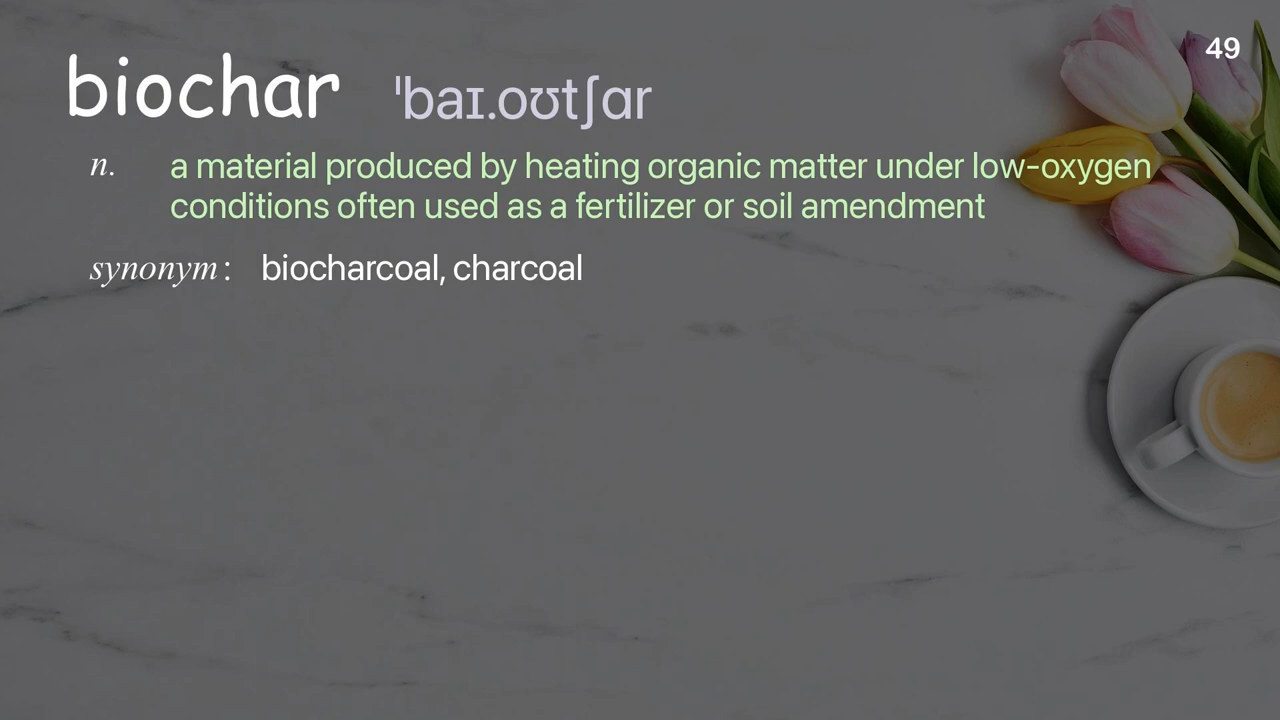 49
biochar ˈbaɪ.oʊtʃɑr
n. a material produced by heating organic matter under low-oxygen
conditions often used as a fertilizer or soil amendment
synonym: biocharcoal, charcoal